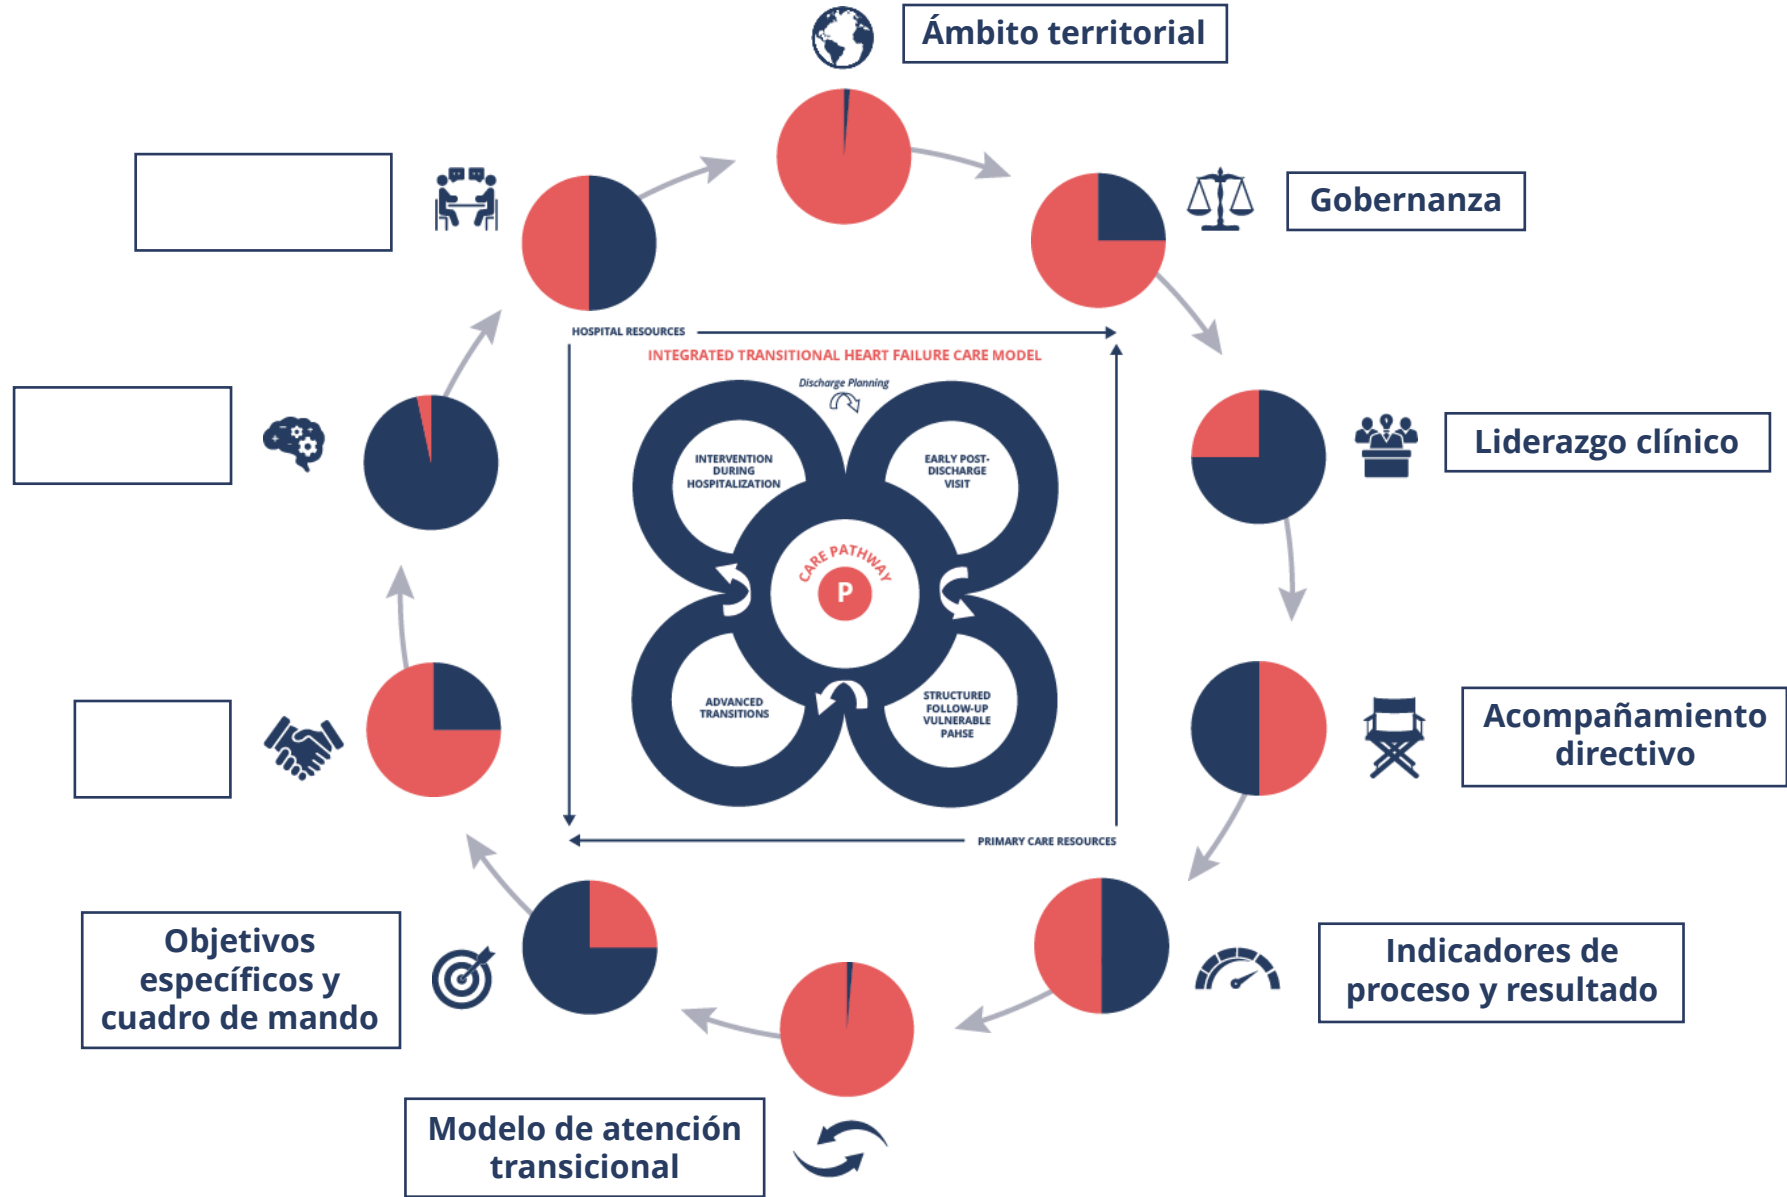 Ámbito territorial
Gobernanza
Liderazgo clínico
Acompañamiento
directivo
Indicadores de
proceso y resultado
Modelo de atención
transicional
Objetivos
específicos y
cuadro de mando
HOSPITAL RESOURCES
INTEGRATED TRANSITIONAL HEART FAILURE CARE MODEL
Discharge Planning
INTERVENTION
DURING
HOSPITALIZATION
EARLY POST-
DISCHARGE
VISIT
CARE PATHWAY
P
ADVANCED
TRANSITIONS
STRUCTURED
FOLLOW-UP
VULNERABLE
PAHSE
PRIMARY CARE RESOURCES